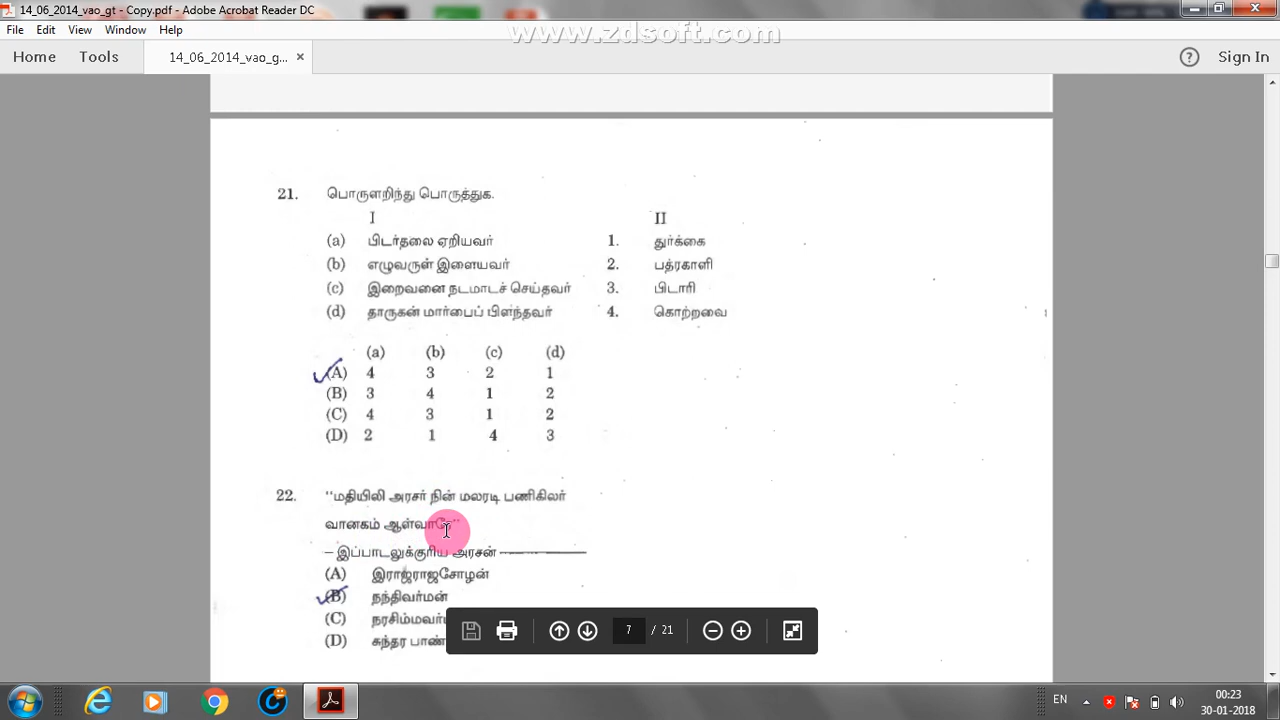 14_06_2014_vao_gt - Copy.pdf - Adobe Acrobat Reader DC
www.zdsoft.com
File Edit View Window Help
Home Tools 14_06_2014_vao_g... × Sign In
21. பொருளறிந்து பொருத்துக.
I II
(a) பிடர்தலை ஏறியவர் 1. துர்க்கை
(b) எழுவருள் இளையவர் 2. பத்ரகாளி
(c) இறைவனை நடமாடச் செய்தவர் 3. பிடாரி
(d) தாருகன் மார்பைப் பிளந்தவர் 4. கொற்றவை
(a) (b) (c) (d)
(A) 4 3 2 1
(B) 3 4 1 2
(C) 4 3 1 2
(D) 2 1 4 3
22. "மதியிலி அரசர் நின் மலரடி பணிகிலர்
வானகம் ஆள்வாரே"
– இப்பாடலுக்குரிய அரசன்
(A) இராஜராஜசோழன்
(B) நந்திவர்மன்
(C)
(D) சுந்தர
7 / 21
EN 00:23
30-01-2018